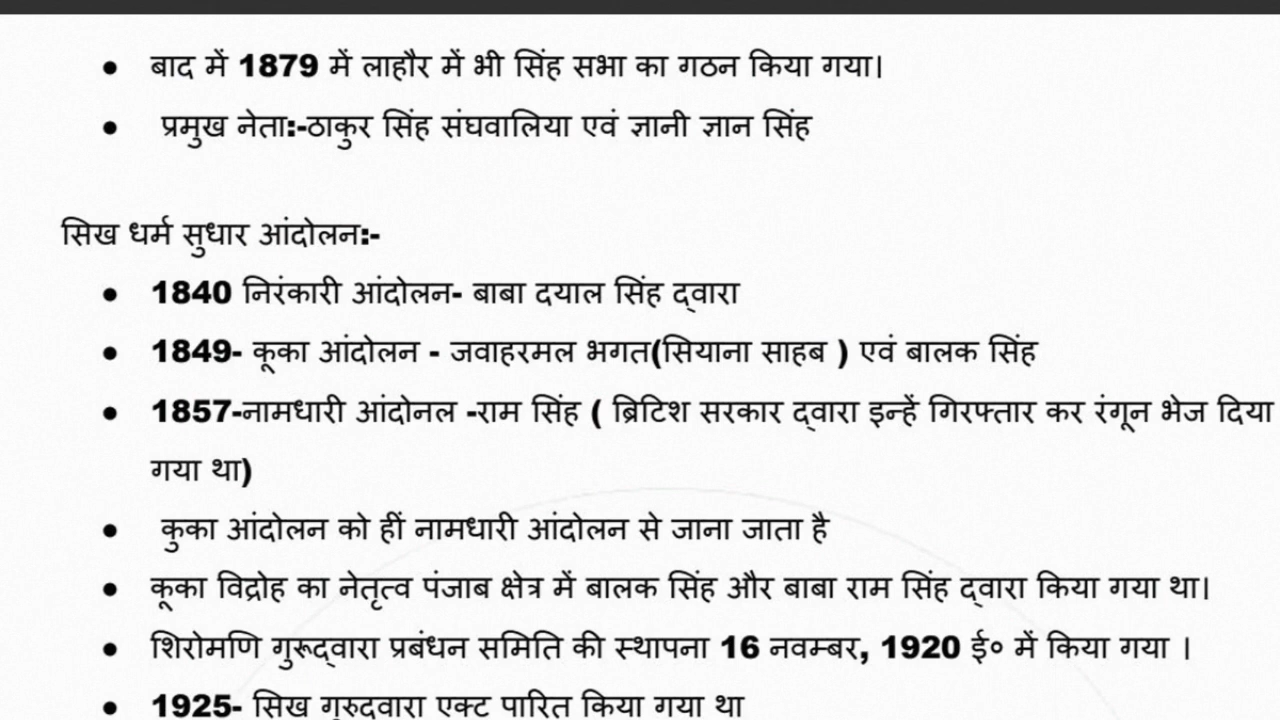 ● बाद में 1879 में लाहौर में भी सिंह सभा का गठन किया गया।
● प्रमुख नेता:-ठाकुर सिंह संघवालिया एवं ज्ञानी ज्ञान सिंह
सिख धर्म सुधार आंदोलन:-
● 1840 निरंकारी आंदोलन- बाबा दयाल सिंह द्वारा
● 1849- कूका आंदोलन - जवाहरमल भगत(सियाना साहब ) एवं बालक सिंह
● 1857-नामधारी आंदोनल -राम सिंह ( ब्रिटिश सरकार द्वारा इन्हें गिरफ्तार कर रंगून भेज दिया
गया था)
● कुका आंदोलन को हीं नामधारी आंदोलन से जाना जाता है
● कूका विद्रोह का नेतृत्व पंजाब क्षेत्र में बालक सिंह और बाबा राम सिंह द्वारा किया गया था।
● शिरोमणि गुरूद्वारा प्रबंधन समिति की स्थापना 16 नवम्बर, 1920 ई० में किया गया ।
● 1925- सिख गुरुदवारा एक्ट पारित किया गया था